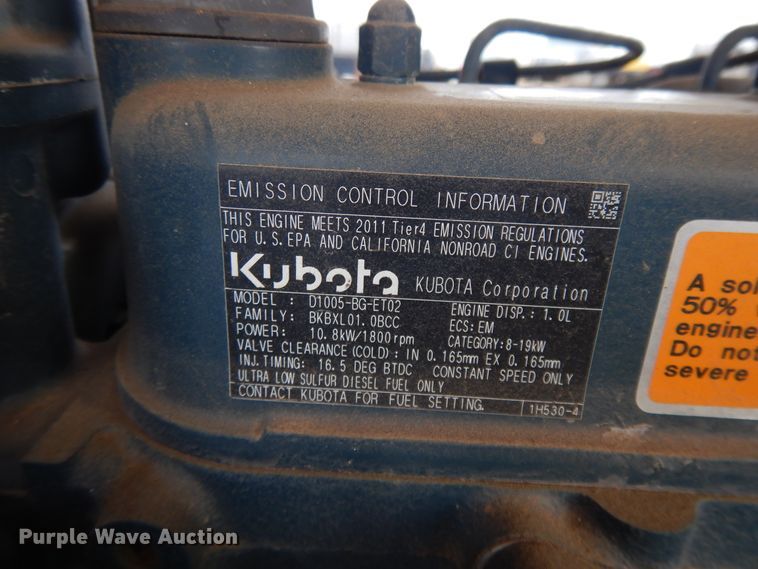 EMISSION CONTROL INFORMATION
THIS ENGINE MEETS 2011 Tier4 EMISSION REGULATIONS
FOR U.S.EPA AND CALIFORNIA NONROAD CI ENGINES.
Kubota KUBOTA Corporation
MODEL : D1005-BG-ET02 ENGINE DISP.: 1.0L
FAMILY: BKBXL01.0BCC ECS:EM
POWER: 10.8kW/1800rpm CATEGORY:8-19kW
VALVE CLEARANCE(COLD): IN 0.165mm EX 0.165mm
INJ.TIMING: 16.5 DEG BTDC CONSTANT SPEED ONLY
ULTRA LOW SULFUR DIESEL FUEL ONLY
CONTACT KUBOTA FOR FUEL SETTING. 1H530-4
A sol
50%
engine
Do not
severe
Purple Wave Auction